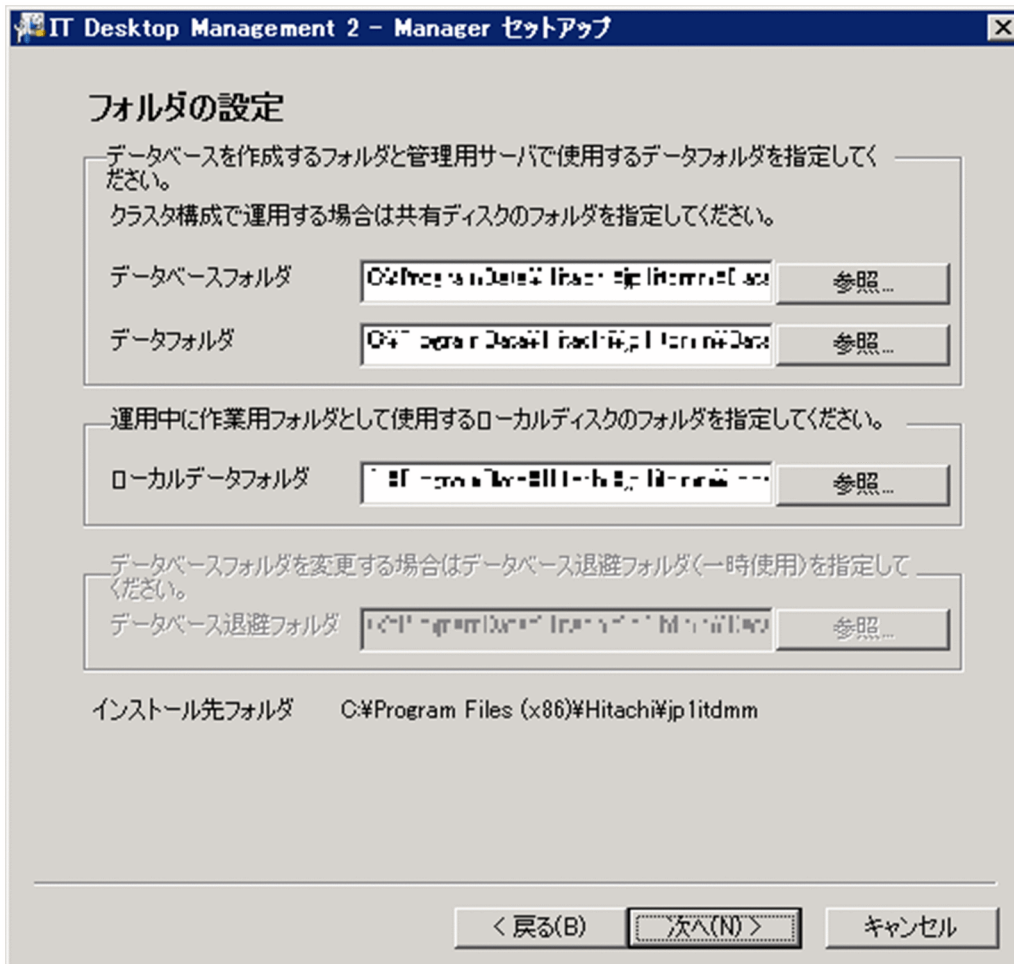 IT Desktop Management 2 - Manager セットアップ
フォルダの設定
データベースを作成するフォルダと管理用サーバで使用するデータフォルダを指定してく
ださい。
クラスタ構成で運用する場合は共有ディスクのフォルダを指定してください。
データベースフォルダ
参照...
データフォルダ
参照...
運用中に作業用フォルダとして使用するローカルディスクのフォルダを指定してください。
ローカルデータフォルダ
参照...
データベースフォルダを変更する場合はデータベース退避フォルダ(一時使用)を指定して
ください。
データベース退避フォルダ
参照...
インストール先フォルダ C:¥Program Files (x86)¥Hitachi¥jp1itdmm
< 戻る(B) 次へ(N) > キャンセル